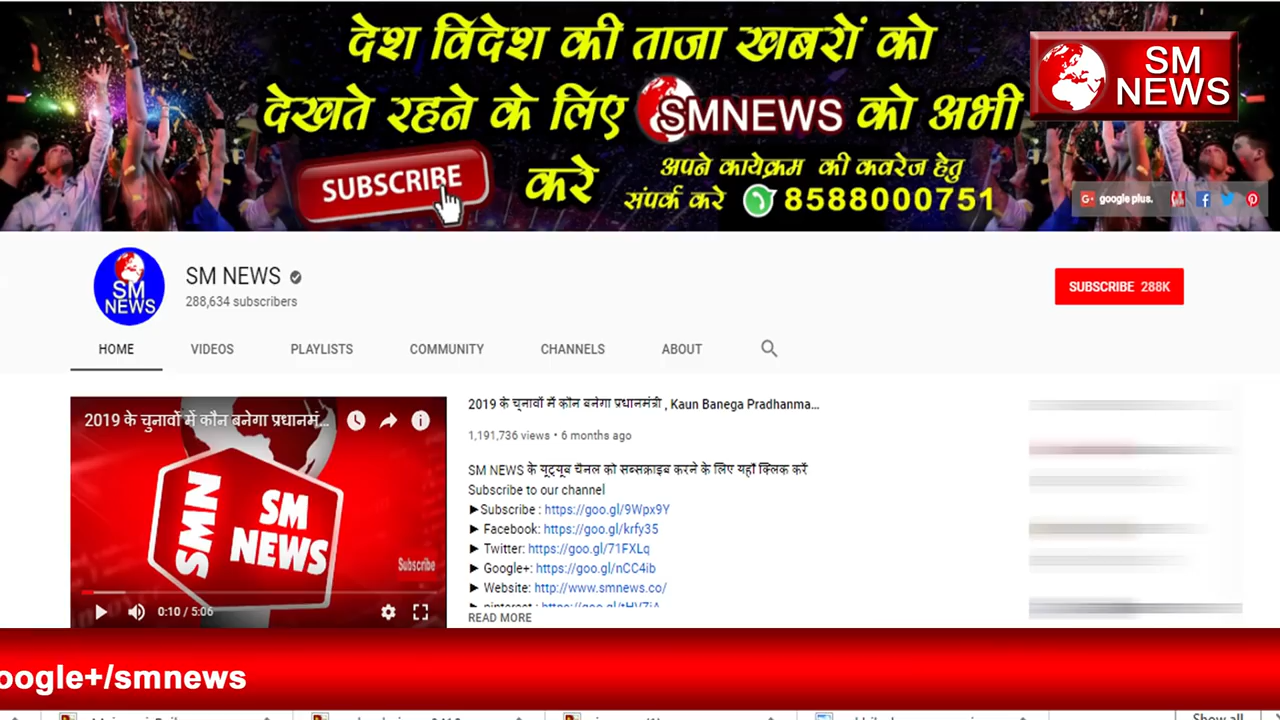 देश विदेश की ताजा खबरों को
देखते रहने के लिए SMNEWS को अभी
SUBSCRIBE करे
अपने कार्यक्रम की कवरेज हेतु
संपर्क करे 8588000751
SM
NEWS
google plus.
SM
NEWS
SM NEWS
288,634 subscribers
SUBSCRIBE 288K
HOME VIDEOS PLAYLISTS COMMUNITY CHANNELS ABOUT
2019 के चुनावों में कौन बनेगा प्रधानमं...
SMN
SM
NEWS
Subscribe
0:10 / 5:06
2019 के चुनावों में कौन बनेगा प्रधानमंत्री , Kaun Banega Pradhanma...
1,191,736 views • 6 months ago
SM NEWS के यूट्यूब चैनल को सब्सक्राइब करने के लिए यहाँ क्लिक करें
Subscribe to our channel
►Subscribe : https://goo.gl/9Wpx9Y
► Facebook: https://goo.gl/krfy35
► Twitter: https://goo.gl/71FXLq
► Google+: https://goo.gl/nCC4ib
► Website: http://www.smnews.co/
READ MORE
oogle+/smnews
Show all